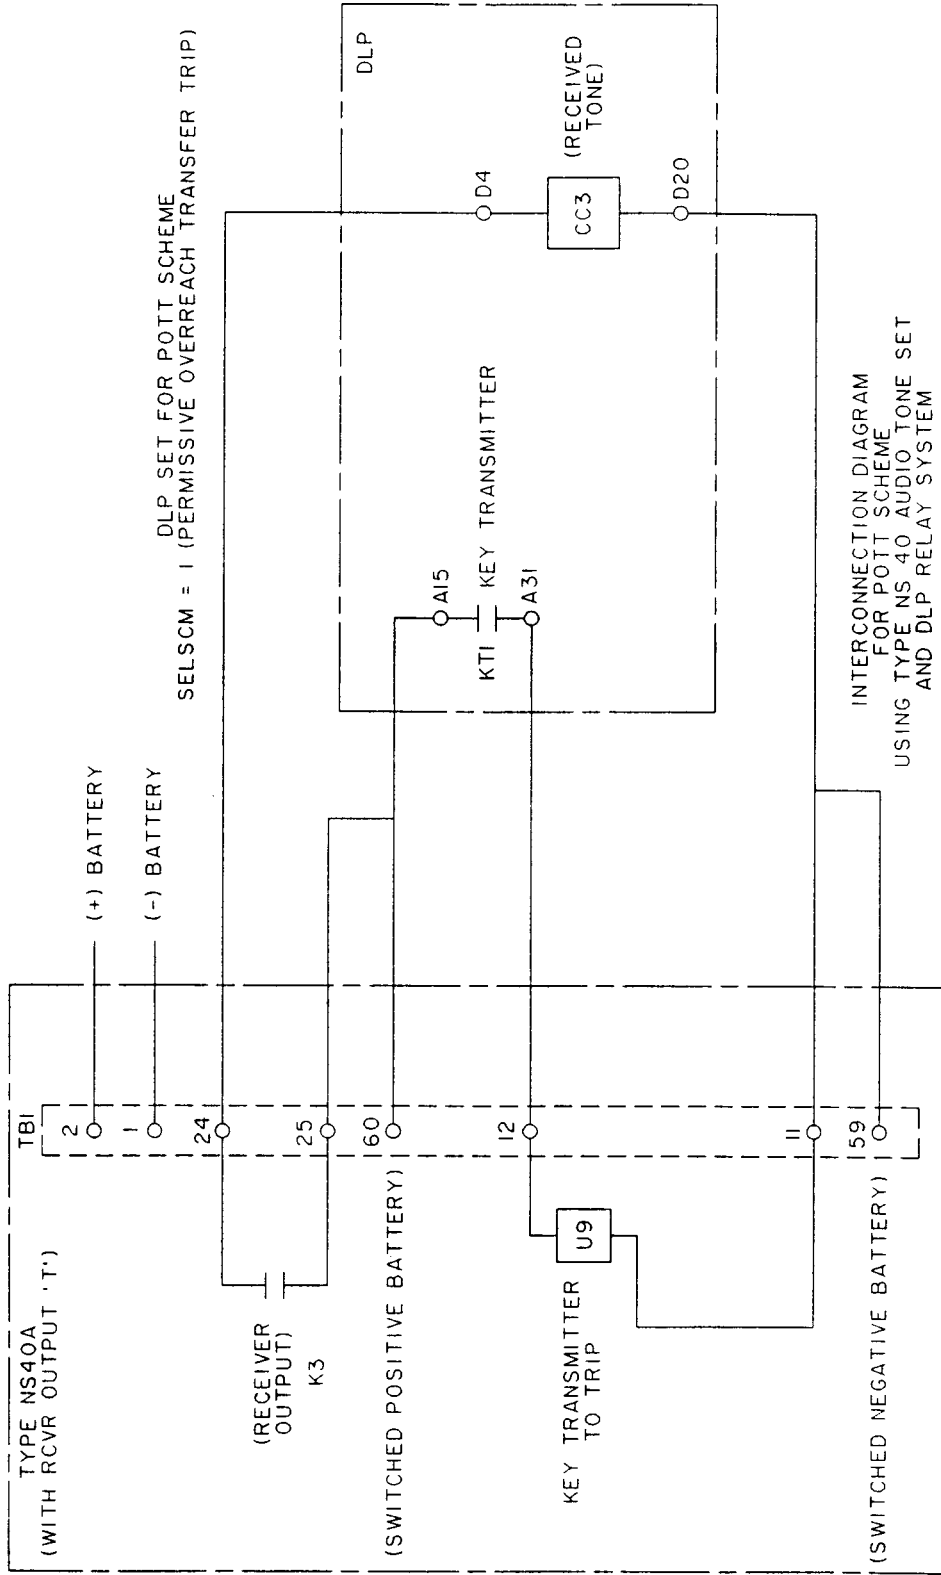 TYPE NS40A
(WITH RCVR OUTPUT 'T')
TB1
2
(+) BATTERY
1
(-) BATTERY
DLP SET FOR POTT SCHEME
SELSCM = 1 (PERMISSIVE OVERREACH TRANSFER TRIP)
24
(RECEIVER
OUTPUT)
K3
25
(SWITCHED POSITIVE BATTERY)
60
DLP
A15
KT1
KEY TRANSMITTER
A31
D4
CC3
(RECEIVED
TONE)
D20
12
U9
KEY TRANSMITTER
TO TRIP
11
(SWITCHED NEGATIVE BATTERY)
59
INTERCONNECTION DIAGRAM
FOR POTT SCHEME
USING TYPE NS 40 AUDIO TONE SET
AND DLP RELAY SYSTEM